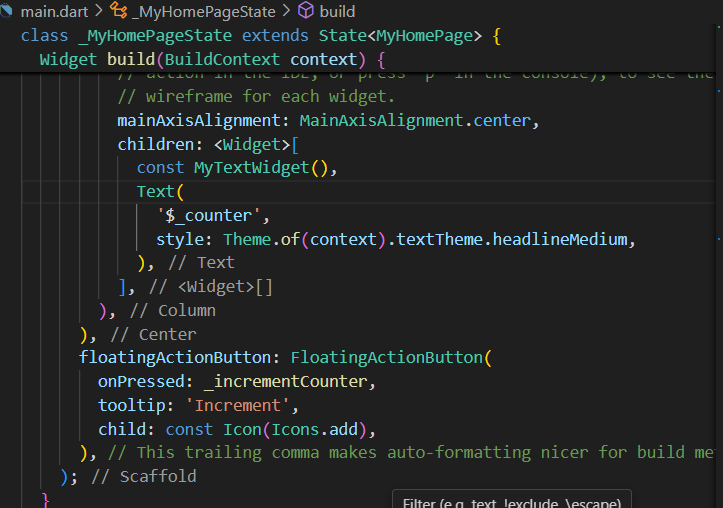 main.dart > _MyHomePageState > build
class _MyHomePageState extends State<MyHomePage> {
Widget build(BuildContext context) {
// action in the IDE, or press "p" in the console), to see the
// wireframe for each widget.
mainAxisAlignment: MainAxisAlignment.center,
children: <Widget>[
const MyTextWidget(),
Text(
'$_counter',
style: Theme.of(context).textTheme.headlineMedium,
), // Text
], // <Widget>[]
), // Column
), // Center
floatingActionButton: FloatingActionButton(
onPressed: _incrementCounter,
tooltip: 'Increment',
child: const Icon(Icons.add),
), // This trailing comma makes auto-formatting nicer for build me
); // Scaffold
}
Filter (e.g. text, !exclude, \escape)